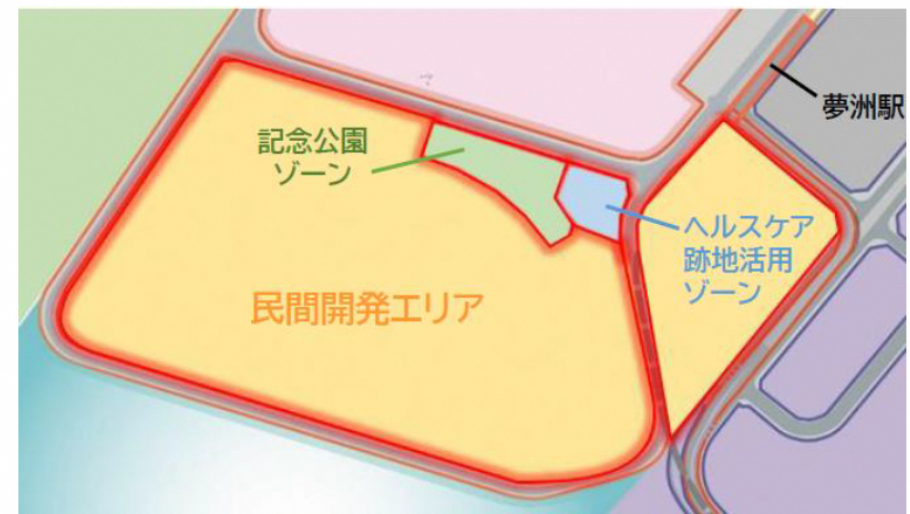 夢洲駅
記念公園
ゾーン
ヘルスケア
跡地活用
ゾーン
民間開発エリア